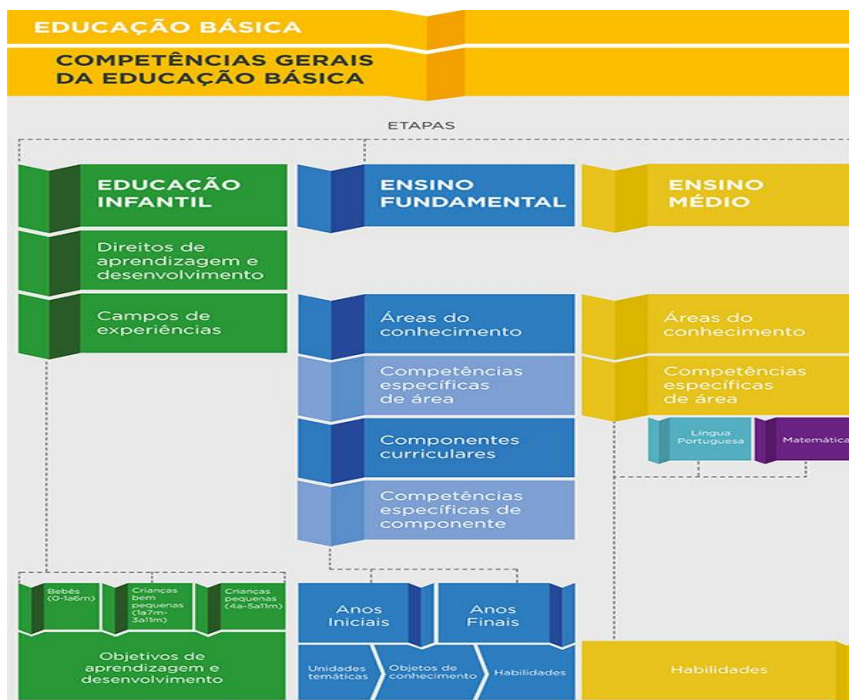 EDUCAÇÃO BÁSICA
COMPETÊNCIAS GERAIS
DA EDUCAÇÃO BÁSICA
ETAPAS
EDUCAÇÃO
INFANTIL
Direitos de
aprendizagem e
desenvolvimento
Campos de
experiências
Bebês
(0-1a6m)
Crianças
bem
pequenas
(1a7m-
3a11m)
Crianças
pequenas
(4a-5a11m)
Objetivos de
aprendizagem e
desenvolvimento
ENSINO
FUNDAMENTAL
Áreas do
conhecimento
Competências
específicas
de área
Componentes
curriculares
Competências
específicas de
componente
Anos
Iniciais
Anos
Finais
Unidades
temáticas
Objetos de
conhecimento
Habilidades
ENSINO
MÉDIO
Áreas do
conhecimento
Competências
específicas
de área
Língua
Portuguesa
Matemática
Habilidades